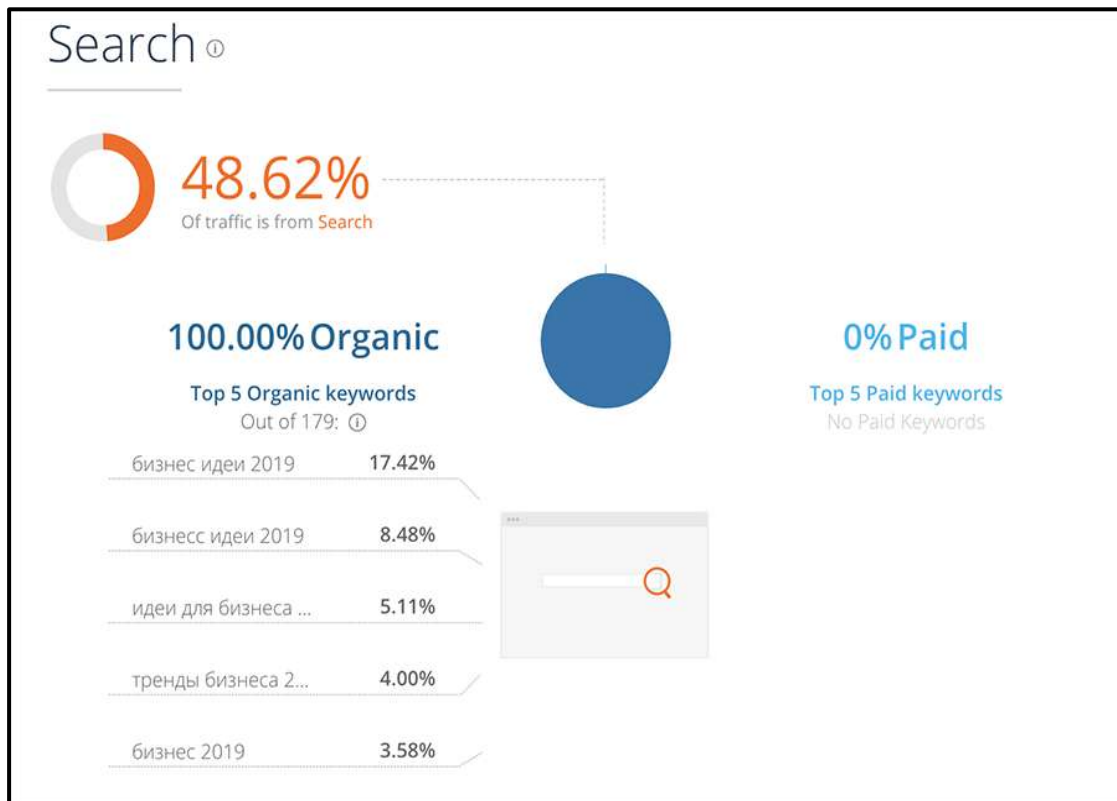 Search
48.62%
Of traffic is from Search
100.00% Organic
Top 5 Organic keywords
Out of 179:
бизнес идеи 2019 17.42%
бизнесс идеи 2019 8.48%
идеи для бизнеса ... 5.11%
тренды бизнеса 2... 4.00%
бизнес 2019 3.58%
0% Paid
Top 5 Paid keywords
No Paid Keywords